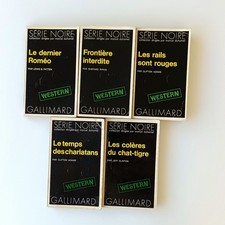 SÉRIE NOIRE
Le dernier
Roméo
WESTERN
GALLIMARD
SÉRIE NOIRE
Frontière
interdite
WESTERN
GALLIMARD
SÉRIE NOIRE
Les rails
sont rouges
WESTERN
GALLIMARD
SÉRIE NOIRE
Le temps
des charlatans
WESTERN
GALLIMARD
SÉRIE NOIRE
Les colères
du chat-tigre
WESTERN
GALLIMARD